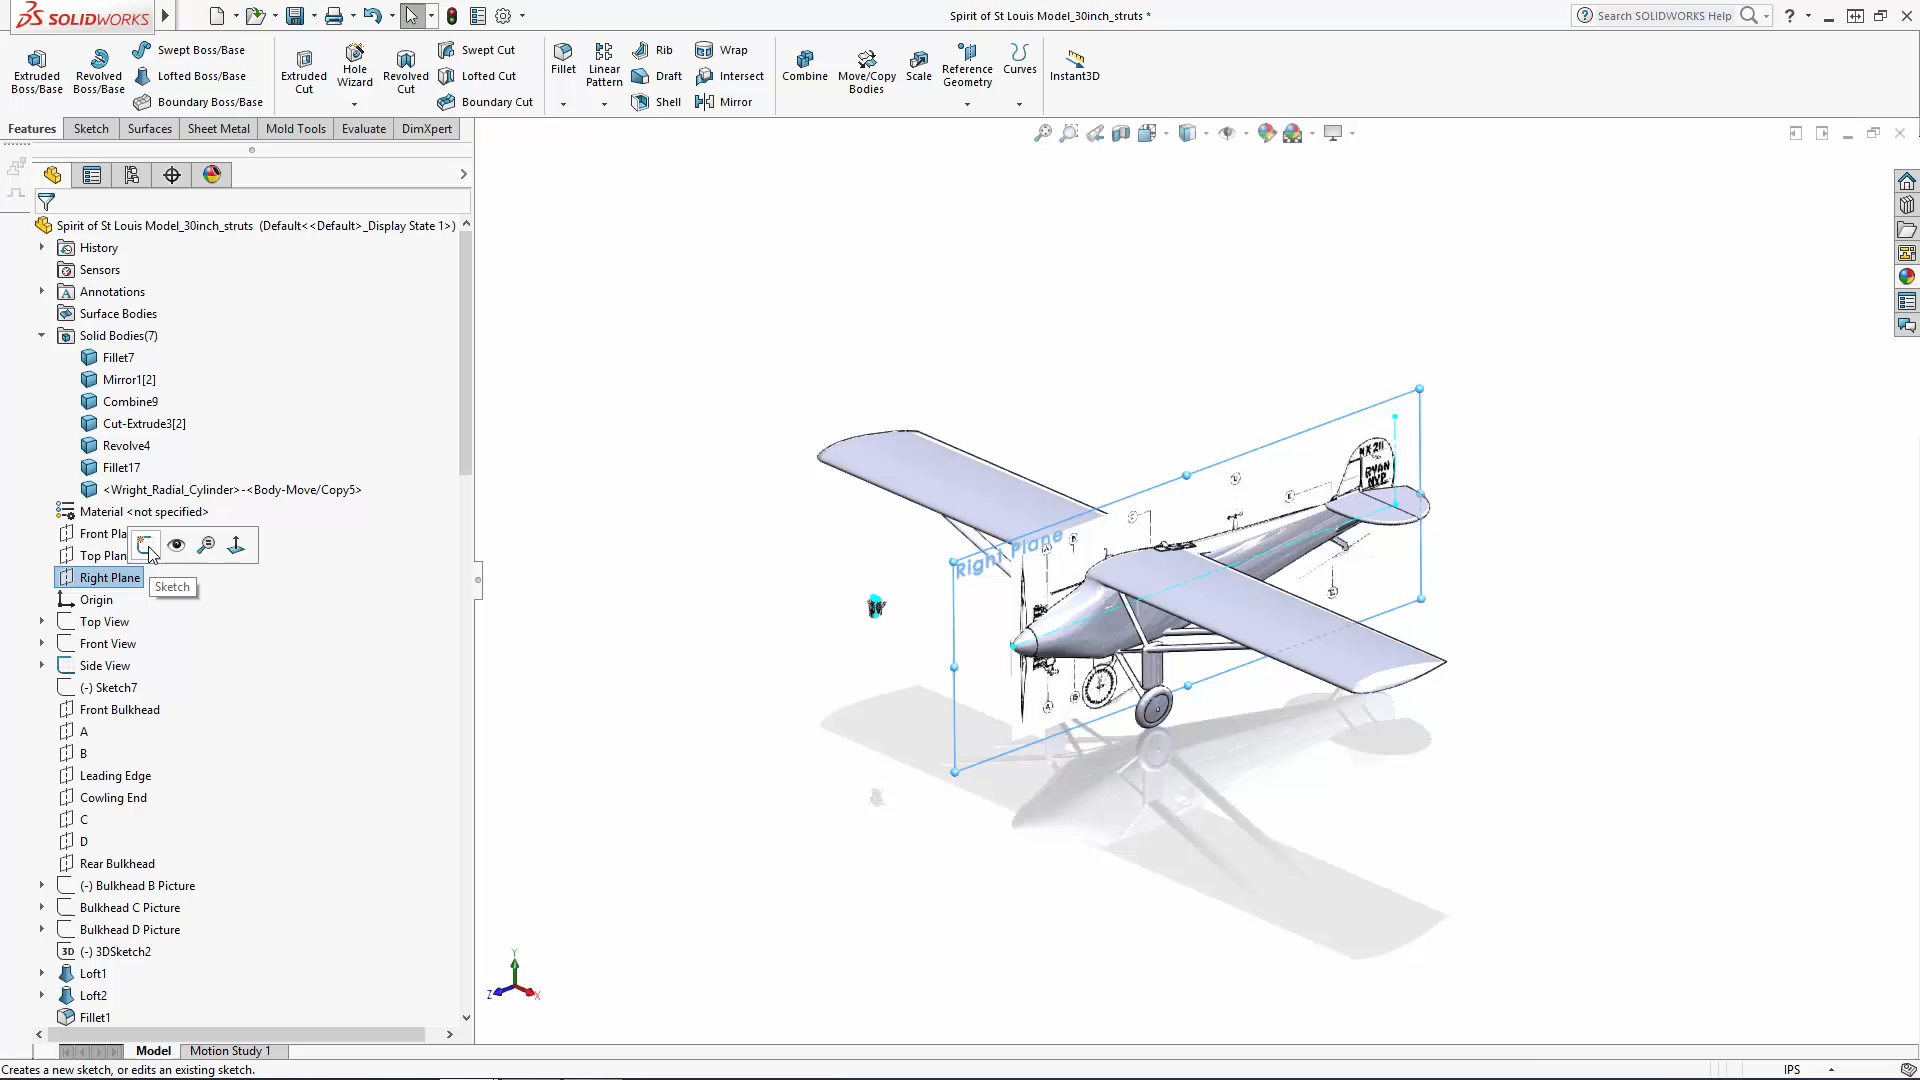 SOLIDWORKS
Spirit of St Louis Model_30inch_struts *
Search SOLIDWORKS Help
?
Extruded
Boss/Base
Revolved
Boss/Base
Swept Boss/Base
Lofted Boss/Base
Boundary Boss/Base
Extruded
Cut
Hole
Wizard
Revolved
Cut
Swept Cut
Lofted Cut
Boundary Cut
Fillet
Linear
Pattern
Rib
Draft
Shell
Wrap
Intersect
Mirror
Combine
Move/Copy
Bodies
Scale
Reference
Geometry
Curves
Instant3D
Features
Sketch
Surfaces
Sheet Metal
Mold Tools
Evaluate
DimXpert
Spirit of St Louis Model_30inch_struts (Default<<Default>_Display State 1>)
History
Sensors
Annotations
Surface Bodies
Solid Bodies(7)
Fillet7
Mirror1[2]
Combine9
Cut-Extrude3[2]
Revolve4
Fillet17
<Wright_Radial_Cylinder>-<Body-Move/Copy5>
Material <not specified>
Front Pla
Top Plan
Right Plane
Sketch
Origin
Top View
Front View
Side View
(-) Sketch7
Front Bulkhead
A
B
Leading Edge
Cowling End
C
D
Rear Bulkhead
(-) Bulkhead B Picture
Bulkhead C Picture
Bulkhead D Picture
3D (-) 3DSketch2
Loft1
Loft2
Fillet1
Right Plane
RYAN
NYP
Y
Z
X
Model
Motion Study 1
Creates a new sketch, or edits an existing sketch.
IPS